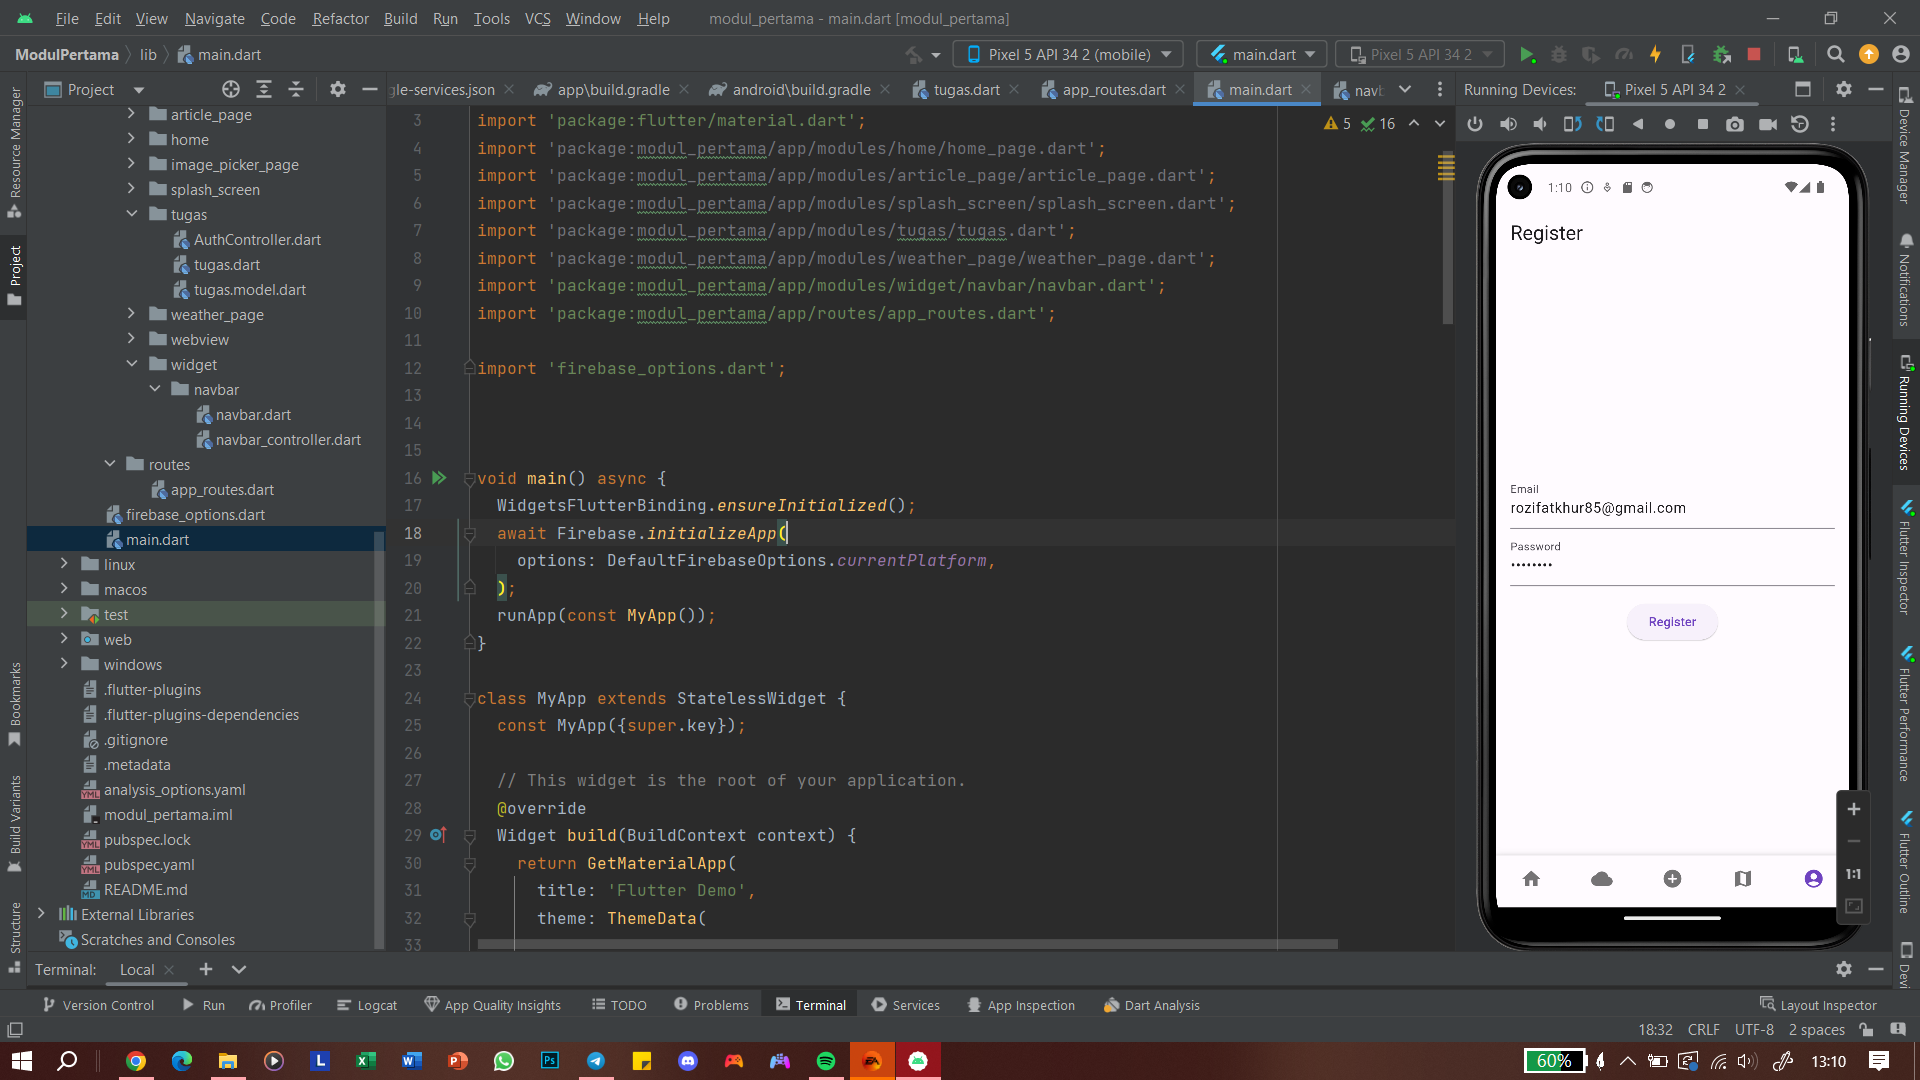 File Edit View Navigate Code Refactor Build Run Tools VCS Window Help modul_pertama - main.dart [modul_pertama]
ModulPertama lib main.dart Pixel 5 API 34 2 (mobile) main.dart Pixel 5 API 34 2
Project gle-services.json app\build.gradle android\build.gradle tugas.dart app_routes.dart main.dart navb Running Devices: Pixel 5 API 34 2
Resource Manager
Project
Bookmarks
Build Variants
Structure
article_page
home
image_picker_page
splash_screen
tugas
AuthController.dart
tugas.dart
tugas.model.dart
weather_page
webview
widget
navbar
navbar.dart
navbar_controller.dart
routes
app_routes.dart
firebase_options.dart
main.dart
linux
macos
test
web
windows
.flutter-plugins
.flutter-plugins-dependencies
.gitignore
.metadata
analysis_options.yaml
modul_pertama.iml
pubspec.lock
pubspec.yaml
README.md
External Libraries
Scratches and Consoles
5 16
3 import 'package:flutter/material.dart';
4 import 'package:modul_pertama/app/modules/home/home_page.dart';
5 import 'package:modul_pertama/app/modules/article_page/article_page.dart';
6 import 'package:modul_pertama/app/modules/splash_screen/splash_screen.dart';
7 import 'package:modul_pertama/app/modules/tugas/tugas.dart';
8 import 'package:modul_pertama/app/modules/weather_page/weather_page.dart';
9 import 'package:modul_pertama/app/modules/widget/navbar/navbar.dart';
10 import 'package:modul_pertama/app/routes/app_routes.dart';
11
12 import 'firebase_options.dart';
13
14
15
16 void main() async {
17 WidgetsFlutterBinding.ensureInitialized();
18 await Firebase.initializeApp(
19 options: DefaultFirebaseOptions.currentPlatform,
20 );
21 runApp(const MyApp());
22 }
23
24 class MyApp extends StatelessWidget {
25 const MyApp({super.key});
26
27 // This widget is the root of your application.
28 @override
29 Widget build(BuildContext context) {
30 return GetMaterialApp(
31 title: 'Flutter Demo',
32 theme: ThemeData(
33
1:10
Register
Email
rozifatkhur85@gmail.com
Password
••••••••
Register
1:1
Device Manager
Notifications
Running Devices
Flutter Inspector
Flutter Performance
Flutter Outline
Devi
Terminal: Local
Version Control Run Profiler Logcat App Quality Insights TODO Problems Terminal Services App Inspection Dart Analysis Layout Inspector
18:32 CRLF UTF-8 2 spaces
60% 13:10